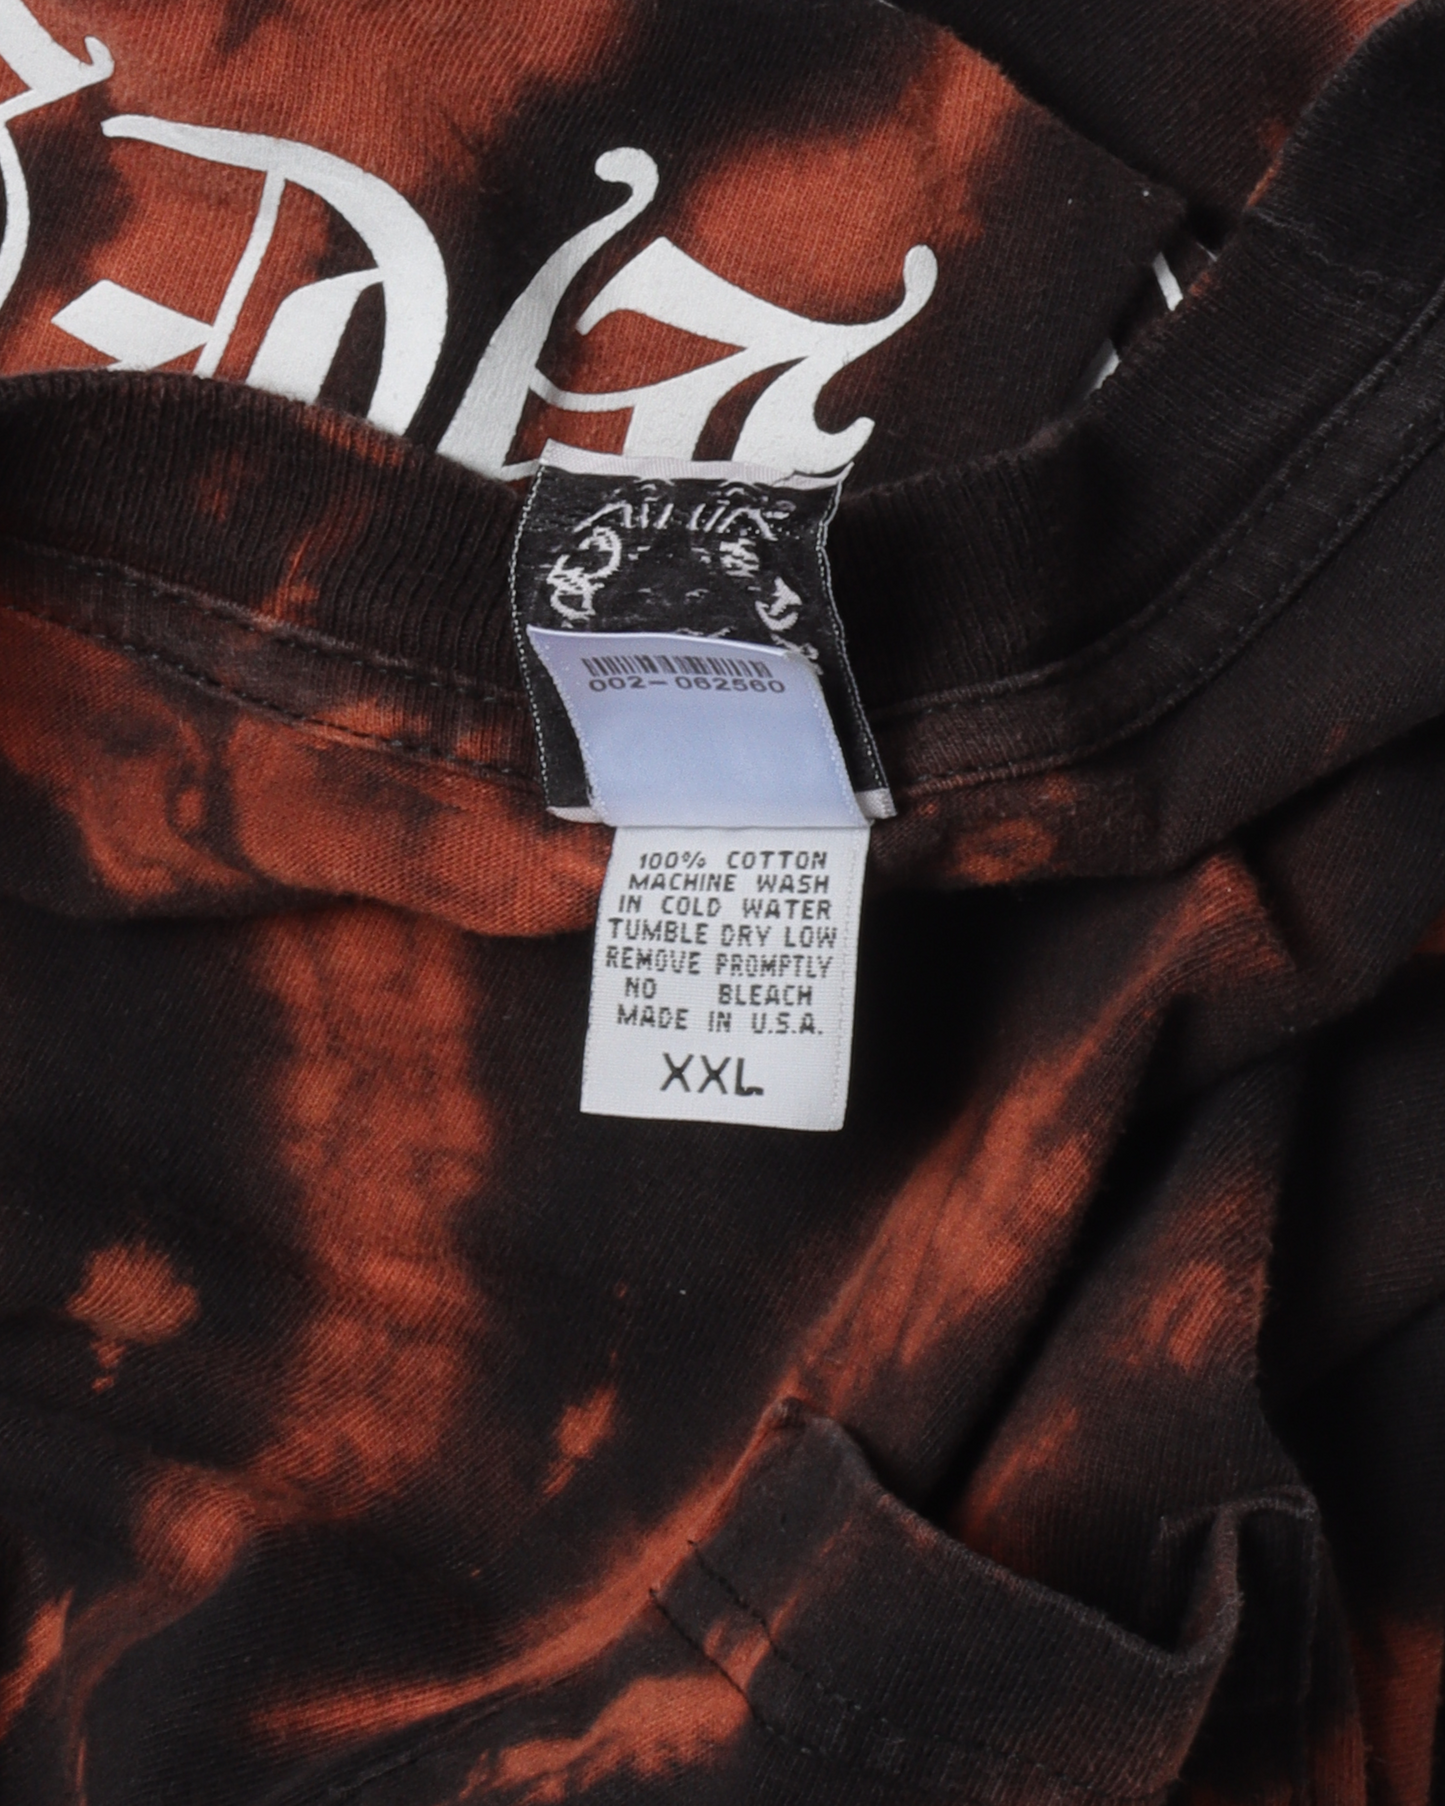 002-062560
100% COTTON
MACHINE WASH
IN COLD WATER
TUMBLE DRY LOW
REMOVE PROMPTLY
NO BLEACH
MADE IN U.S.A.
XXL